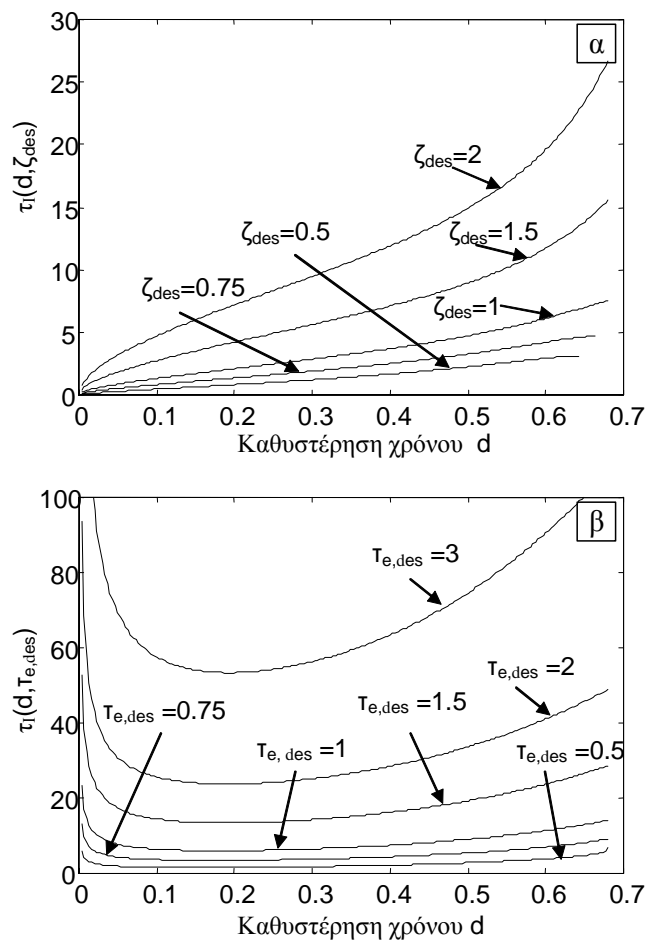 30
α
25
τI(d,ζdes)
20
ζdes=2
15
ζdes=0.5
ζdes=1.5
10
ζdes=0.75
ζdes=1
5
0
0 0.1 0.2 0.3 0.4 0.5 0.6 0.7
Καθυστέρηση χρόνου d
100
β
80
τe,des =3
τI(d,τe,des)
60
τe,des =2
τe,des =0.75
τe,des =1.5
40
τe, des =1
τe,des =0.5
20
0
0 0.1 0.2 0.3 0.4 0.5 0.6 0.7
Καθυστέρηση χρόνου d